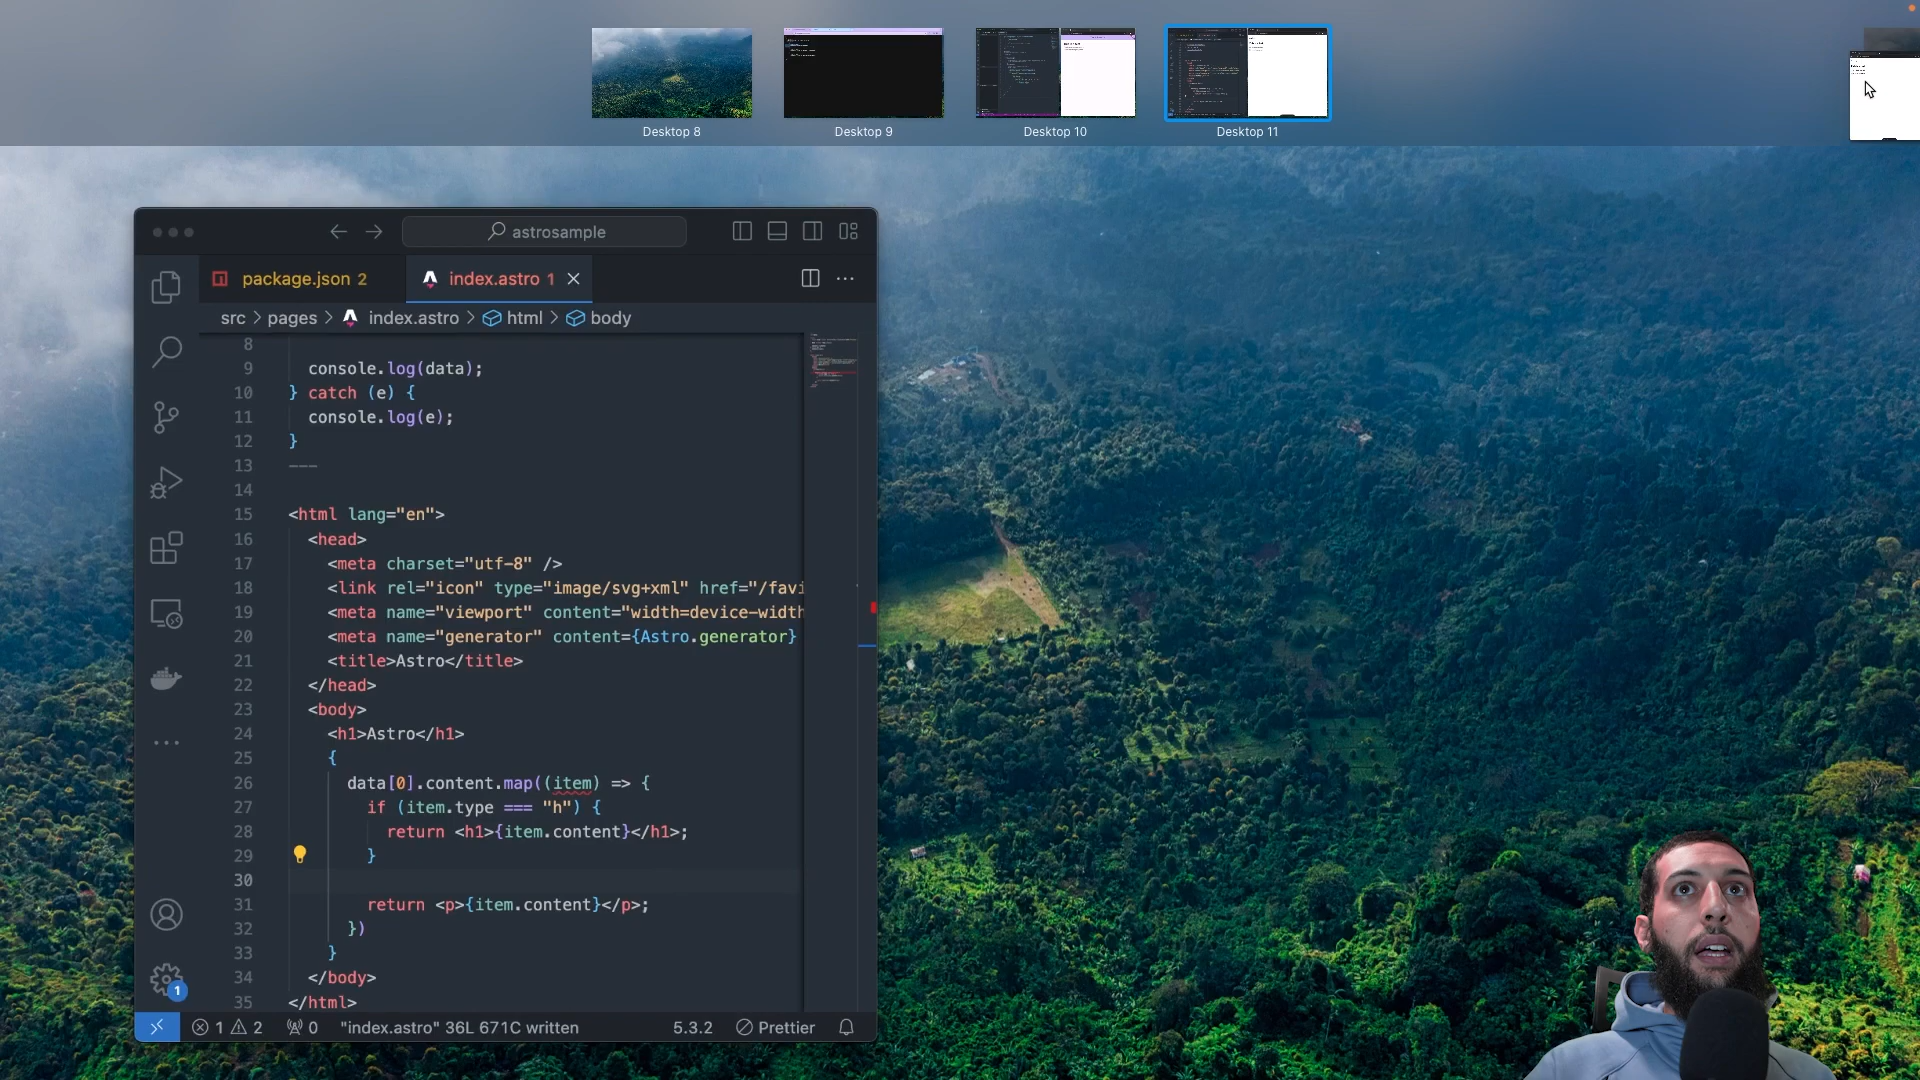 Desktop 8
Desktop 9
Desktop 10
Desktop 11
astrosample
package.json 2
index.astro 1
src > pages > index.astro > html > body
8
9 console.log(data);
10 } catch (e) {
11 console.log(e);
12 }
13 ---
14
15 <html lang="en">
16 <head>
17 <meta charset="utf-8" />
18 <link rel="icon" type="image/svg+xml" href="/favi
19 <meta name="viewport" content="width=device-width
20 <meta name="generator" content={Astro.generator}
21 <title>Astro</title>
22 </head>
23 <body>
24 <h1>Astro</h1>
25 {
26 data[0].content.map((item) => {
27 if (item.type === "h") {
28 return <h1>{item.content}</h1>;
29 }
30
31 return <p>{item.content}</p>;
32 })
33 }
34 </body>
35 </html>
1
1 2 0 "index.astro" 36L 671C written 5.3.2 Prettier